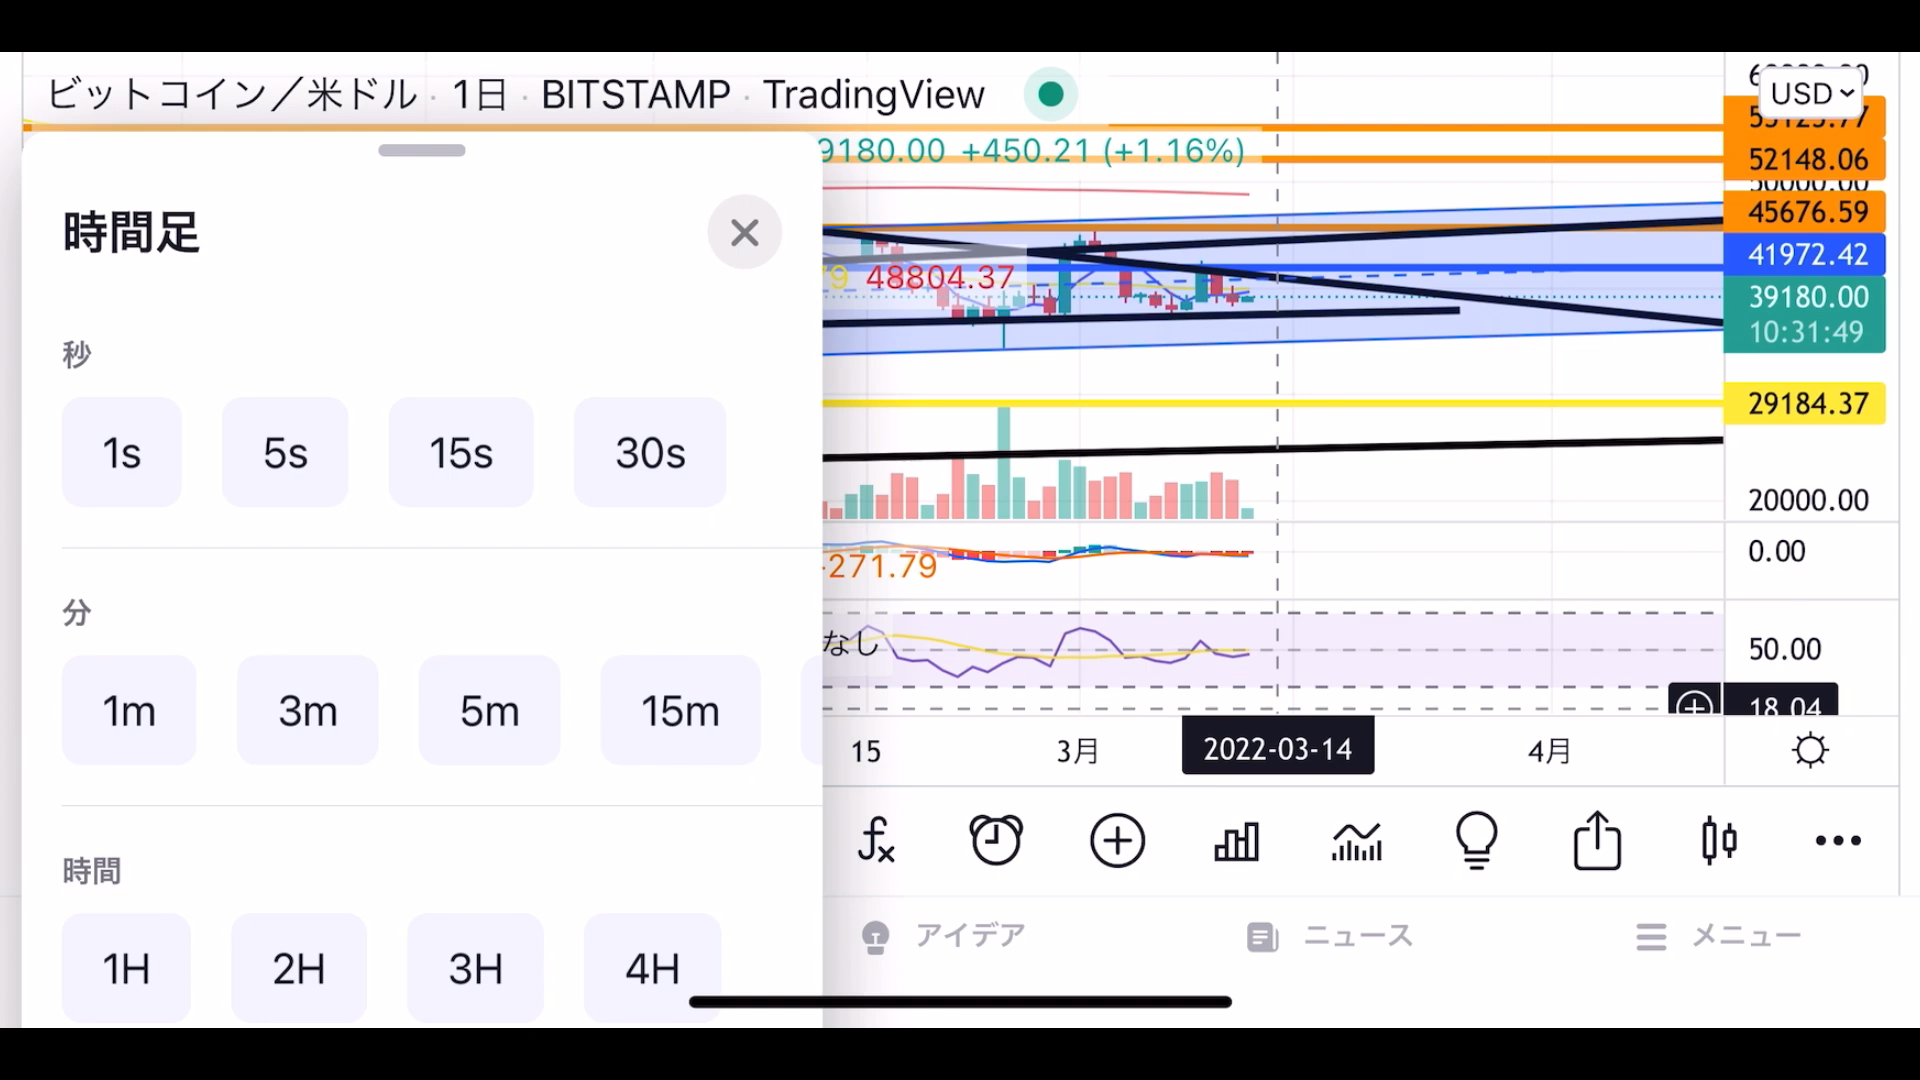 ビットコイン／米ドル · 1日 · BITSTAMP · TradingView
USD
9180.00 +450.21 (+1.16%)
時間足
秒
1s 5s 15s 30s
分
1m 3m 5m 15m
時間
1H 2H 3H 4H
48804.37
-271.79
なし
52148.06
45676.59
41972.42
39180.00
10:31:49
29184.37
20000.00
0.00
50.00
18.04
15 3月 2022-03-14 4月
アイデア ニュース メニュー